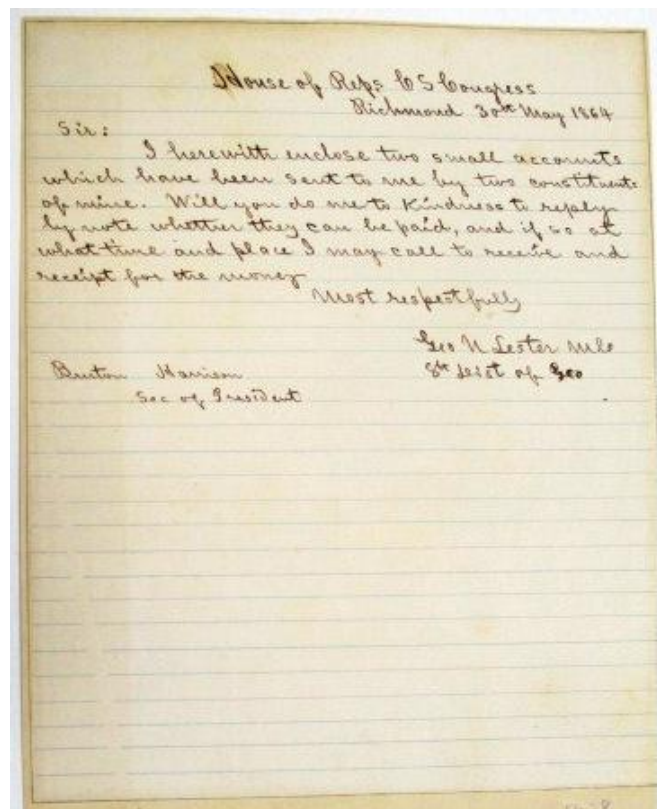 House of Reps C S Congress
Richmond 30th May 1864
Sir:
I herewith enclose two small accounts
which have been sent to me by two constituents
of mine. Will you do me to Kindness to reply
by note whether they can be paid, and if so at
what time and place I may call to receive and
receipt for the money
Most respectfully
Geo N Lester MC
8th Dist of Geo
Burton Harrison
Sec of President